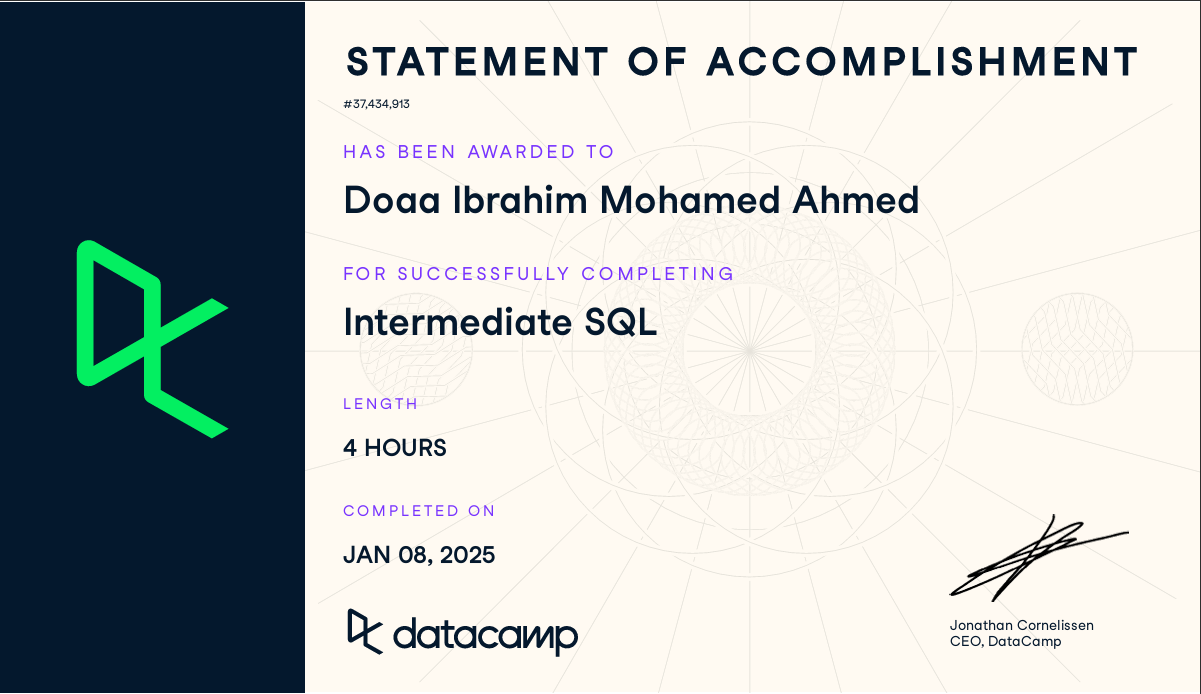 STATEMENT OF ACCOMPLISHMENT
#37,434,913
HAS BEEN AWARDED TO
Doaa Ibrahim Mohamed Ahmed
FOR SUCCESSFULLY COMPLETING
Intermediate SQL
LENGTH
4 HOURS
COMPLETED ON
JAN 08, 2025
datacamp
Jonathan Cornelissen
CEO, DataCamp